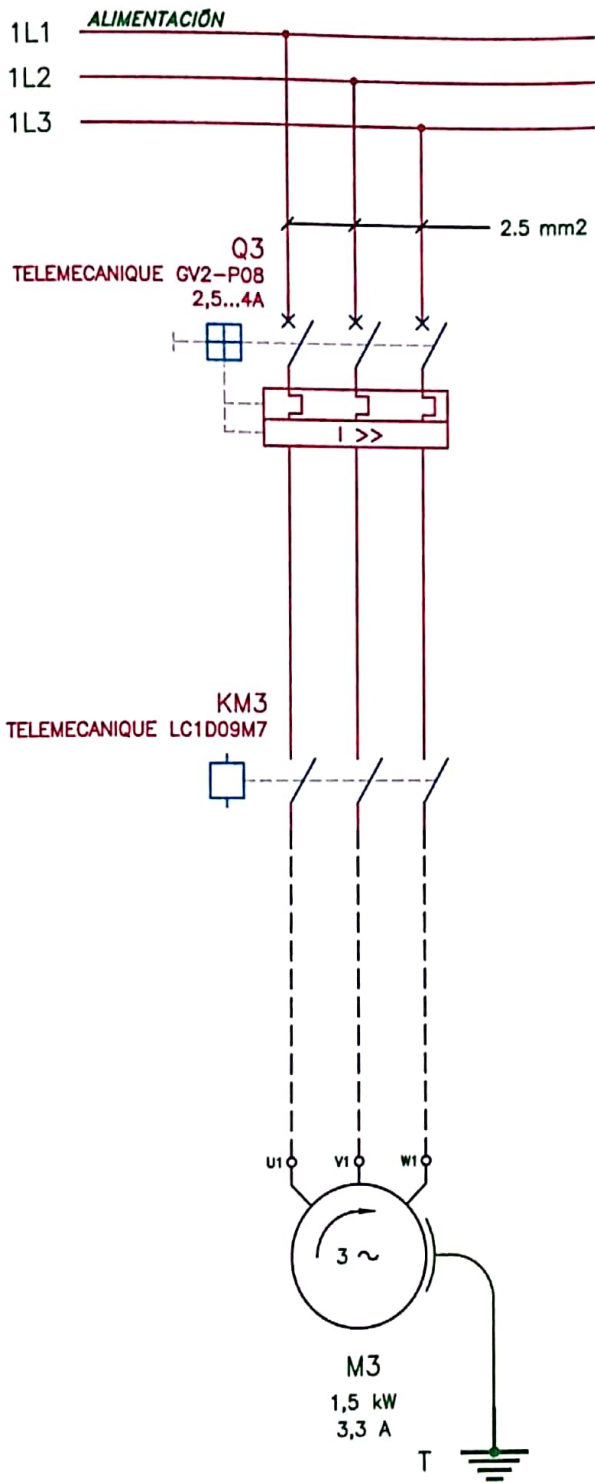 ALIMENTACIÓN
1L1
1L2
1L3
2.5 mm2
Q3
TELEMECANIQUE GV2-P08
2,5...4A
I >>
KM3
TELEMECANIQUE LC1D09M7
U1 V1 W1
3 ~
M3
1,5 kW
3,3 A
T